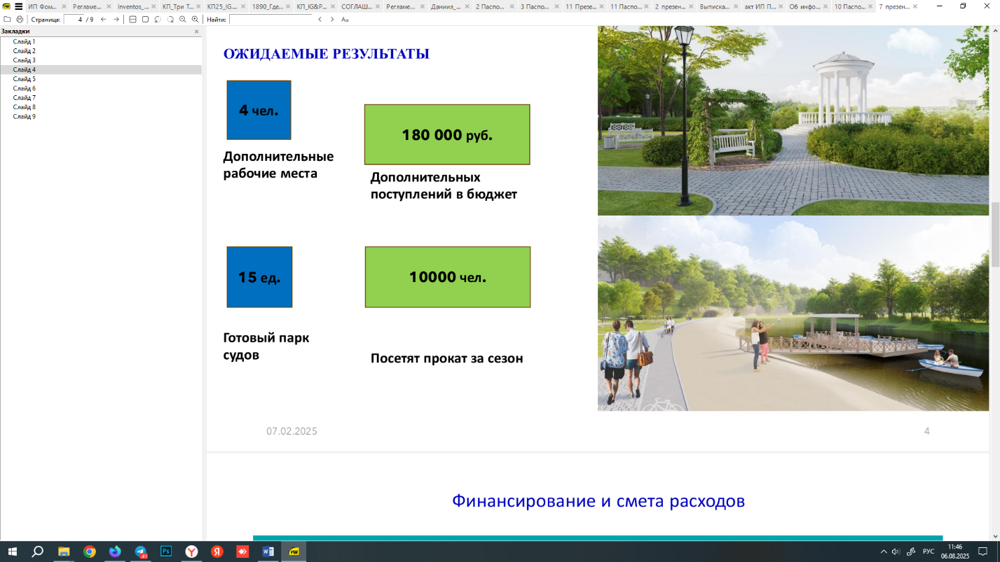 ИП Фом...
Регламе...
Inventos_...
КП_Три Т...
КП25_IG....
1890_Где...
КП_IG&P...
СОГЛАШ...
Регламе...
Даниил_...
2 Паспо...
3 Паспо...
11 Презе...
11 Паспо...
2 презен...
Выписка...
акт ИП П...
Об инфо...
10 Паспо...
7 презен...
Страница: 4 / 9
Найти:
Аа
Закладки
Слайд 1
Слайд 2
Слайд 3
Слайд 4
Слайд 5
Слайд 6
Слайд 7
Слайд 8
Слайд 9
ОЖИДАЕМЫЕ РЕЗУЛЬТАТЫ
4 чел.
Дополнительные
рабочие места
180 000 руб.
Дополнительных
поступлений в бюджет
15 ед.
Готовый парк
судов
10000 чел.
Посетят прокат за сезон
07.02.2025
4
Финансирование и смета расходов
Ps
РУС
11:46
06.08.2025